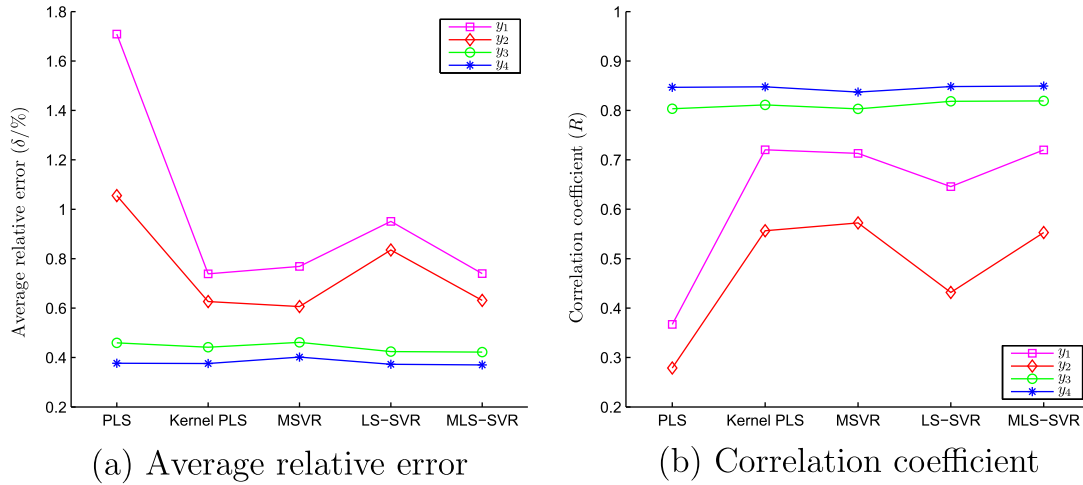 1.8
1.6
1.4
1.2
1
0.8
0.6
0.4
0.2
Average relative error (δ/%)
y₁
y₂
y₃
y₄
PLS Kernel PLS MSVR LS−SVR MLS−SVR
(a) Average relative error
1
0.9
0.8
0.7
0.6
0.5
0.4
0.3
0.2
Correlation coefficient (R)
y₁
y₂
y₃
y₄
PLS Kernel PLS MSVR LS−SVR MLS−SVR
(b) Correlation coefficient